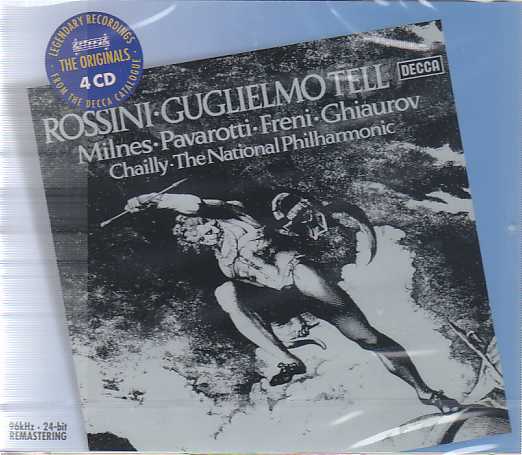 LEGENDARY RECORDINGS
THE ORIGINALS
4 CD
FROM THE DECCA CATALOGUE
DECCA
ROSSINI·GUGLIELMO TELL
Milnes·Pavarotti·Freni·Ghiaurov
Chailly·The National Philharmonic
96kHz · 24-bit
REMASTERING